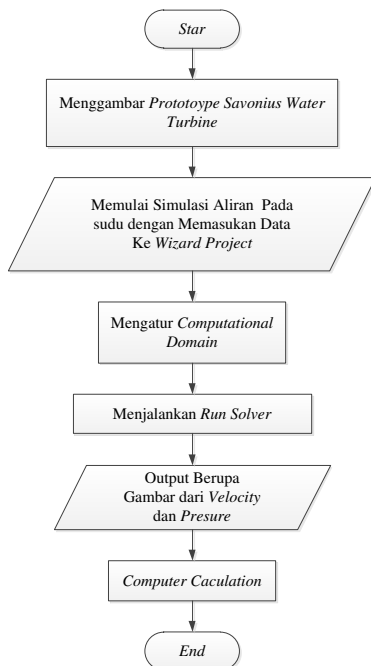 Star
Menggambar Prototoype Savonius Water
Turbine
Memulai Simulasi Aliran Pada
sudu dengan Memasukan Data
Ke Wizard Project
Mengatur Computational
Domain
Menjalankan Run Solver
Output Berupa
Gambar dari Velocity
dan Presure
Computer Caculation
End